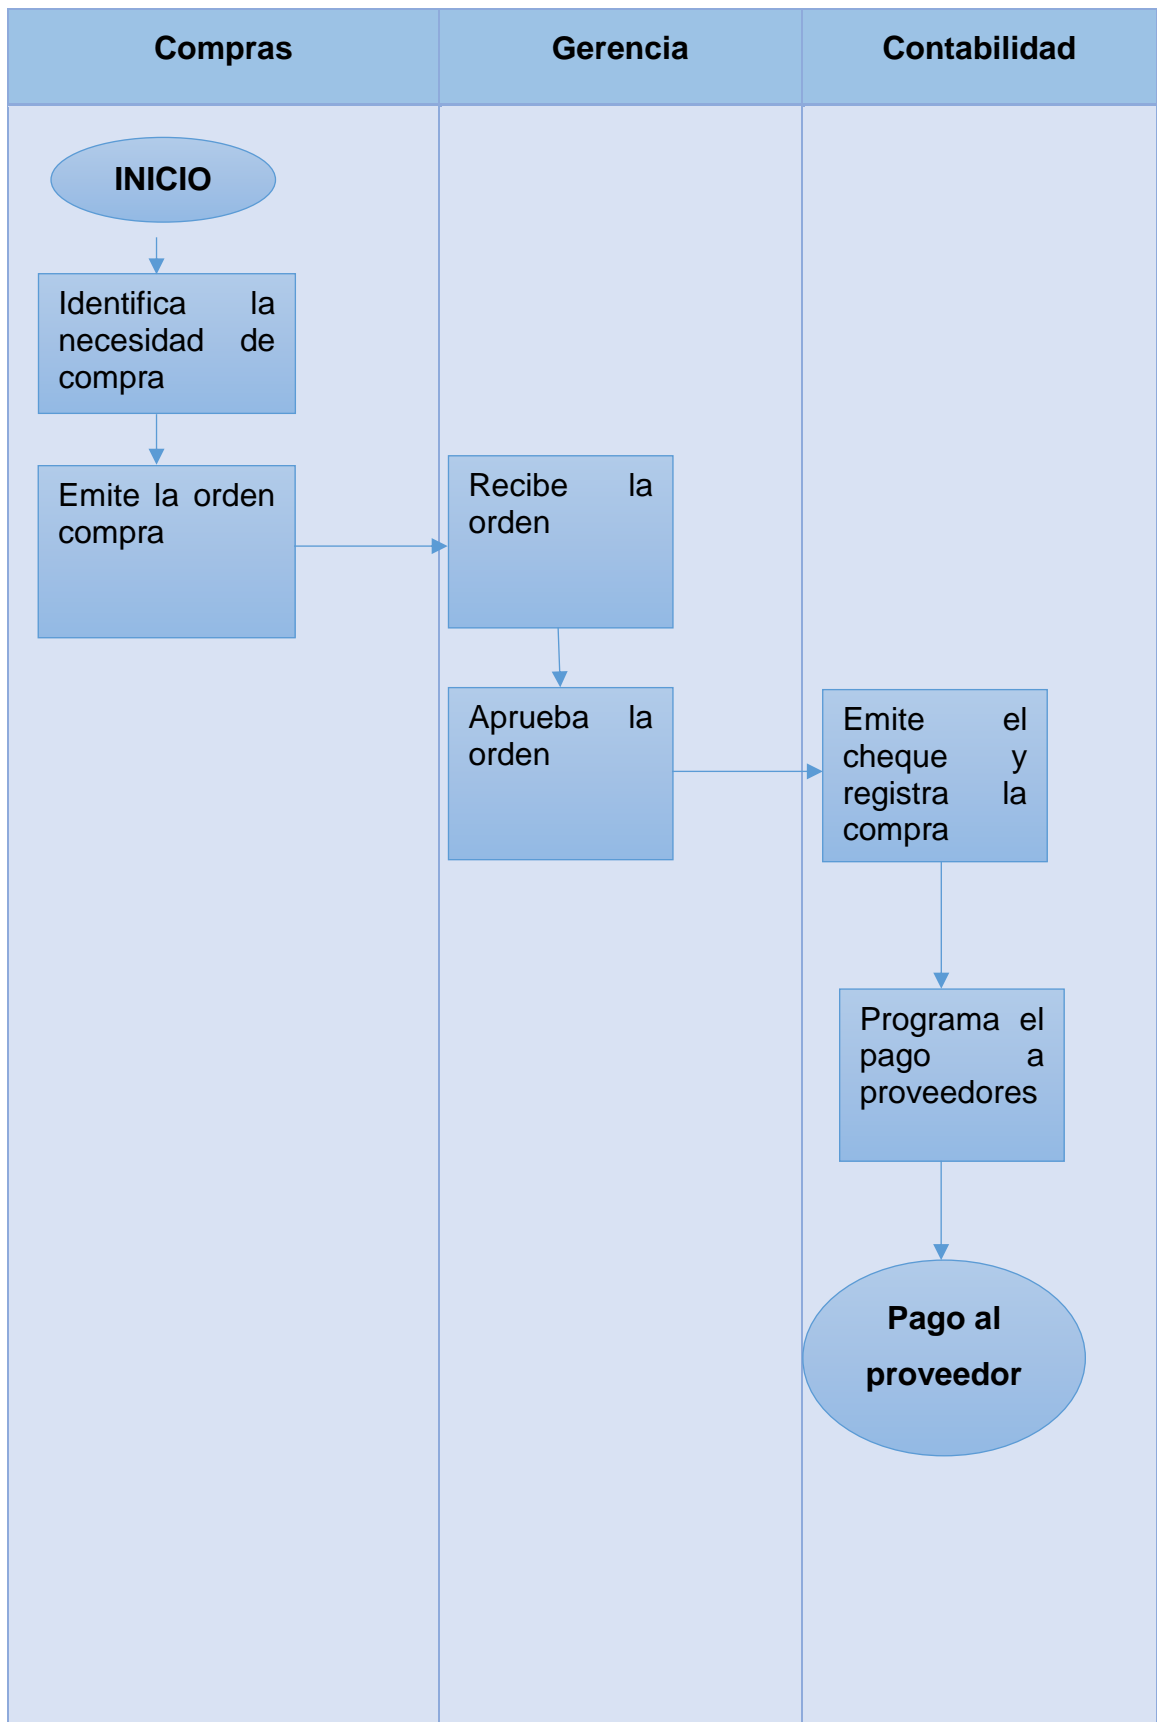 Compras
Gerencia
Contabilidad
INICIO
Identifica la
necesidad de
compra
Emite la orden
compra
Recibe la
orden
Aprueba la
orden
Emite el
cheque y
registra la
compra
Programa el
pago a
proveedores
Pago al
proveedor